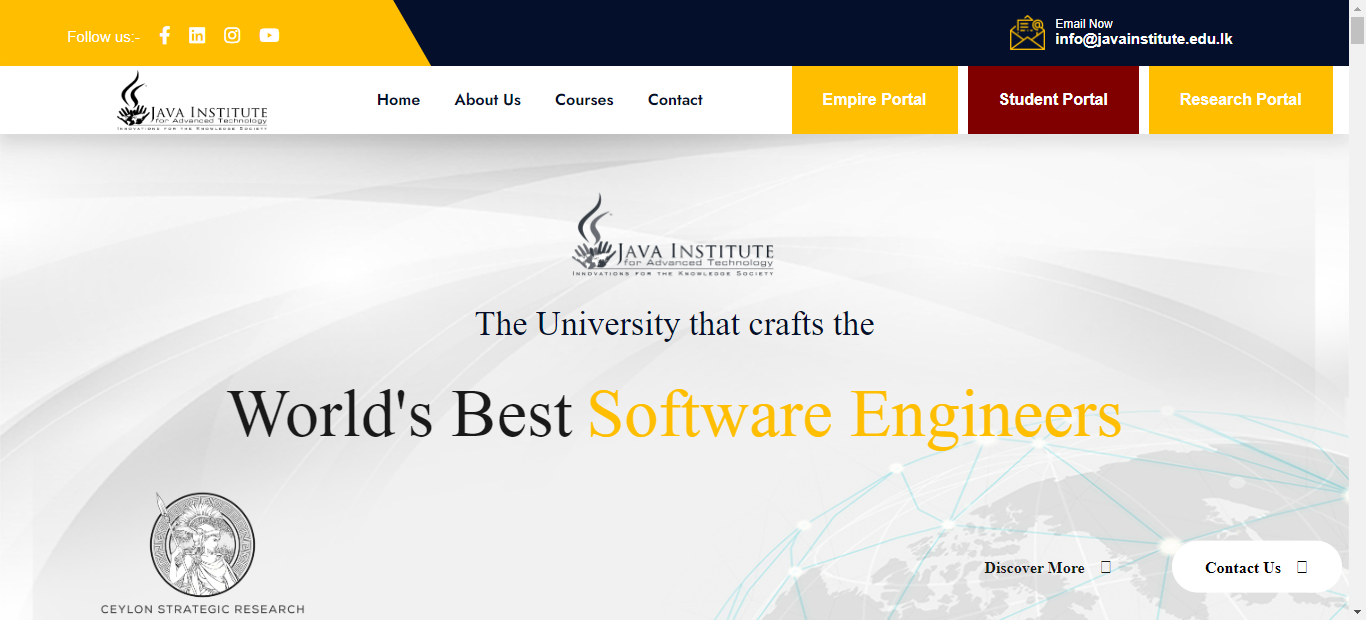 Follow us:-
Email Now
info@javainstitute.edu.lk
JAVA INSTITUTE
for Advanced Technology
INNOVATIONS FOR THE KNOWLEDGE SOCIETY
Home About Us Courses Contact
Empire Portal Student Portal Research Portal
JAVA INSTITUTE
for Advanced Technology
INNOVATIONS FOR THE KNOWLEDGE SOCIETY
The University that crafts the
World's Best Software Engineers
CEYLON STRATEGIC RESEARCH
Discover More
Contact Us